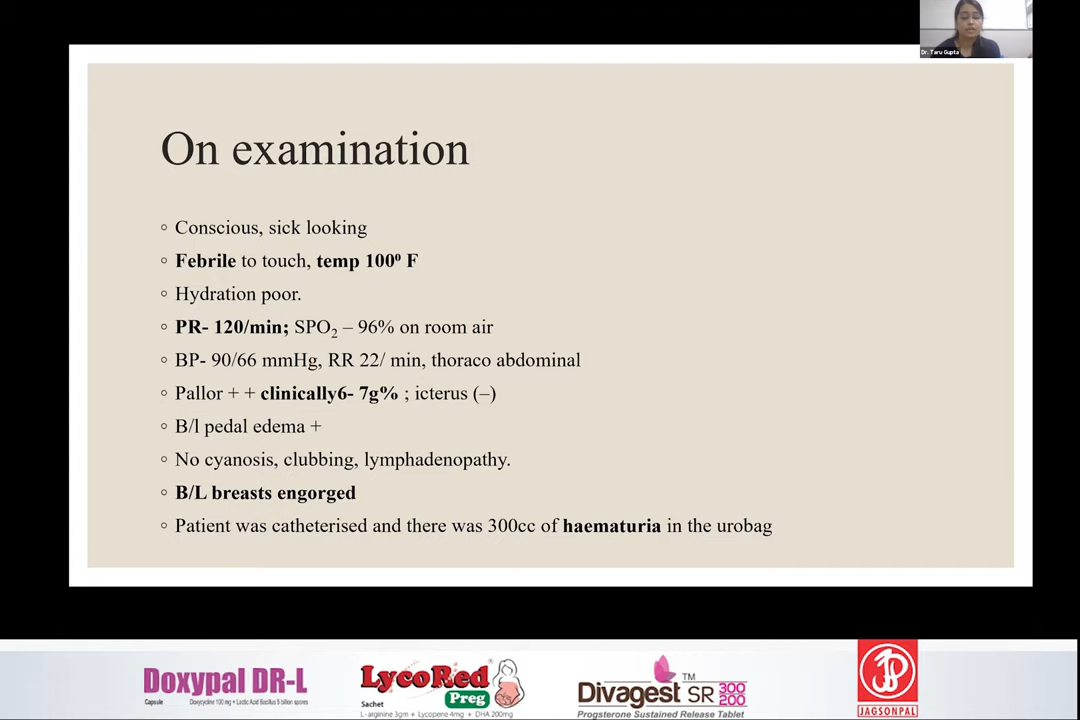 Dr. Taru Gupta
On examination
Conscious, sick looking
Febrile to touch, temp 100⁰ F
Hydration poor.
PR- 120/min; SPO₂ – 96% on room air
BP- 90/66 mmHg, RR 22/ min, thoraco abdominal
Pallor + + clinically6- 7g% ; icterus (–)
B/l pedal edema +
No cyanosis, clubbing, lymphadenopathy.
B/L breasts engorged
Patient was catheterised and there was 300cc of haematuria in the urobag
Doxypal DR-L
Capsule Doxycycline 100 mg + Lactic Acid Bacillus 5 billion spores
LycoRed®
Preg
Sachet
L-arginine 3gm + Lycopene 4mg + DHA 200mg
Divagest SR 300 200 ™
Progsterone Sustained Release Tablet
JAGSONPAL